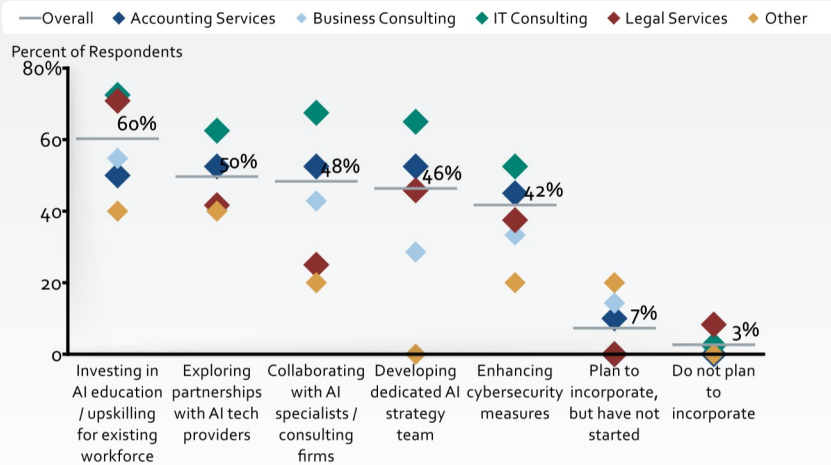 Overall Accounting Services Business Consulting IT Consulting Legal Services Other
Percent of Respondents
80%
60
40
20
0
60%
50%
48%
46%
42%
7%
3%
Investing in
AI education
/ upskilling
for existing
workforce
Exploring
partnerships
with AI tech
providers
Collaborating
with AI
specialists /
consulting
firms
Developing
dedicated AI
strategy
team
Enhancing
cybersecurity
measures
Plan to
incorporate,
but have not
started
Do not plan
to
incorporate